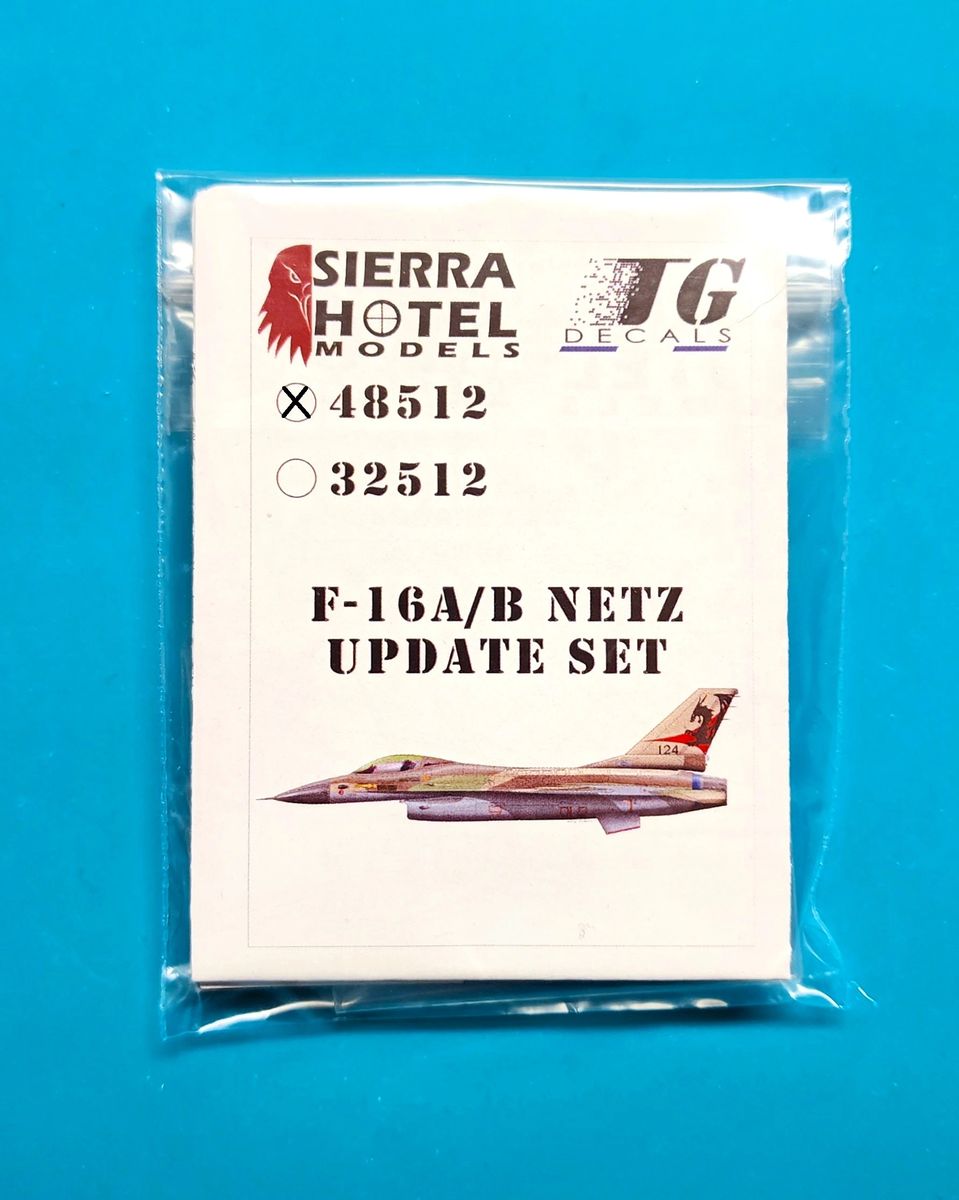 SIERRA
HOTEL
MODELS
TG
DECALS
X 48512
32512
F-16A/B NETZ
UPDATE SET
124